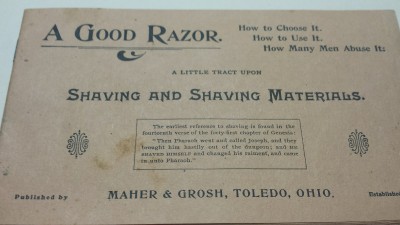 A GOOD RAZOR.
How to Choose It.
How to Use It.
How Many Men Abuse It.
A LITTLE TRACT UPON
SHAVING AND SHAVING MATERIALS.
The earliest reference to shaving is found in the
fourteenth verse of the forty-first chapter of Genesis:
"Then Pharaoh went and called Joseph, and they
brought him hastily out of the dungeon; and HE
SHAVED HIMSELF and changed his raiment, and came
in unto Pharaoh."
Published by
MAHER & GROSH, TOLEDO, OHIO.
Established